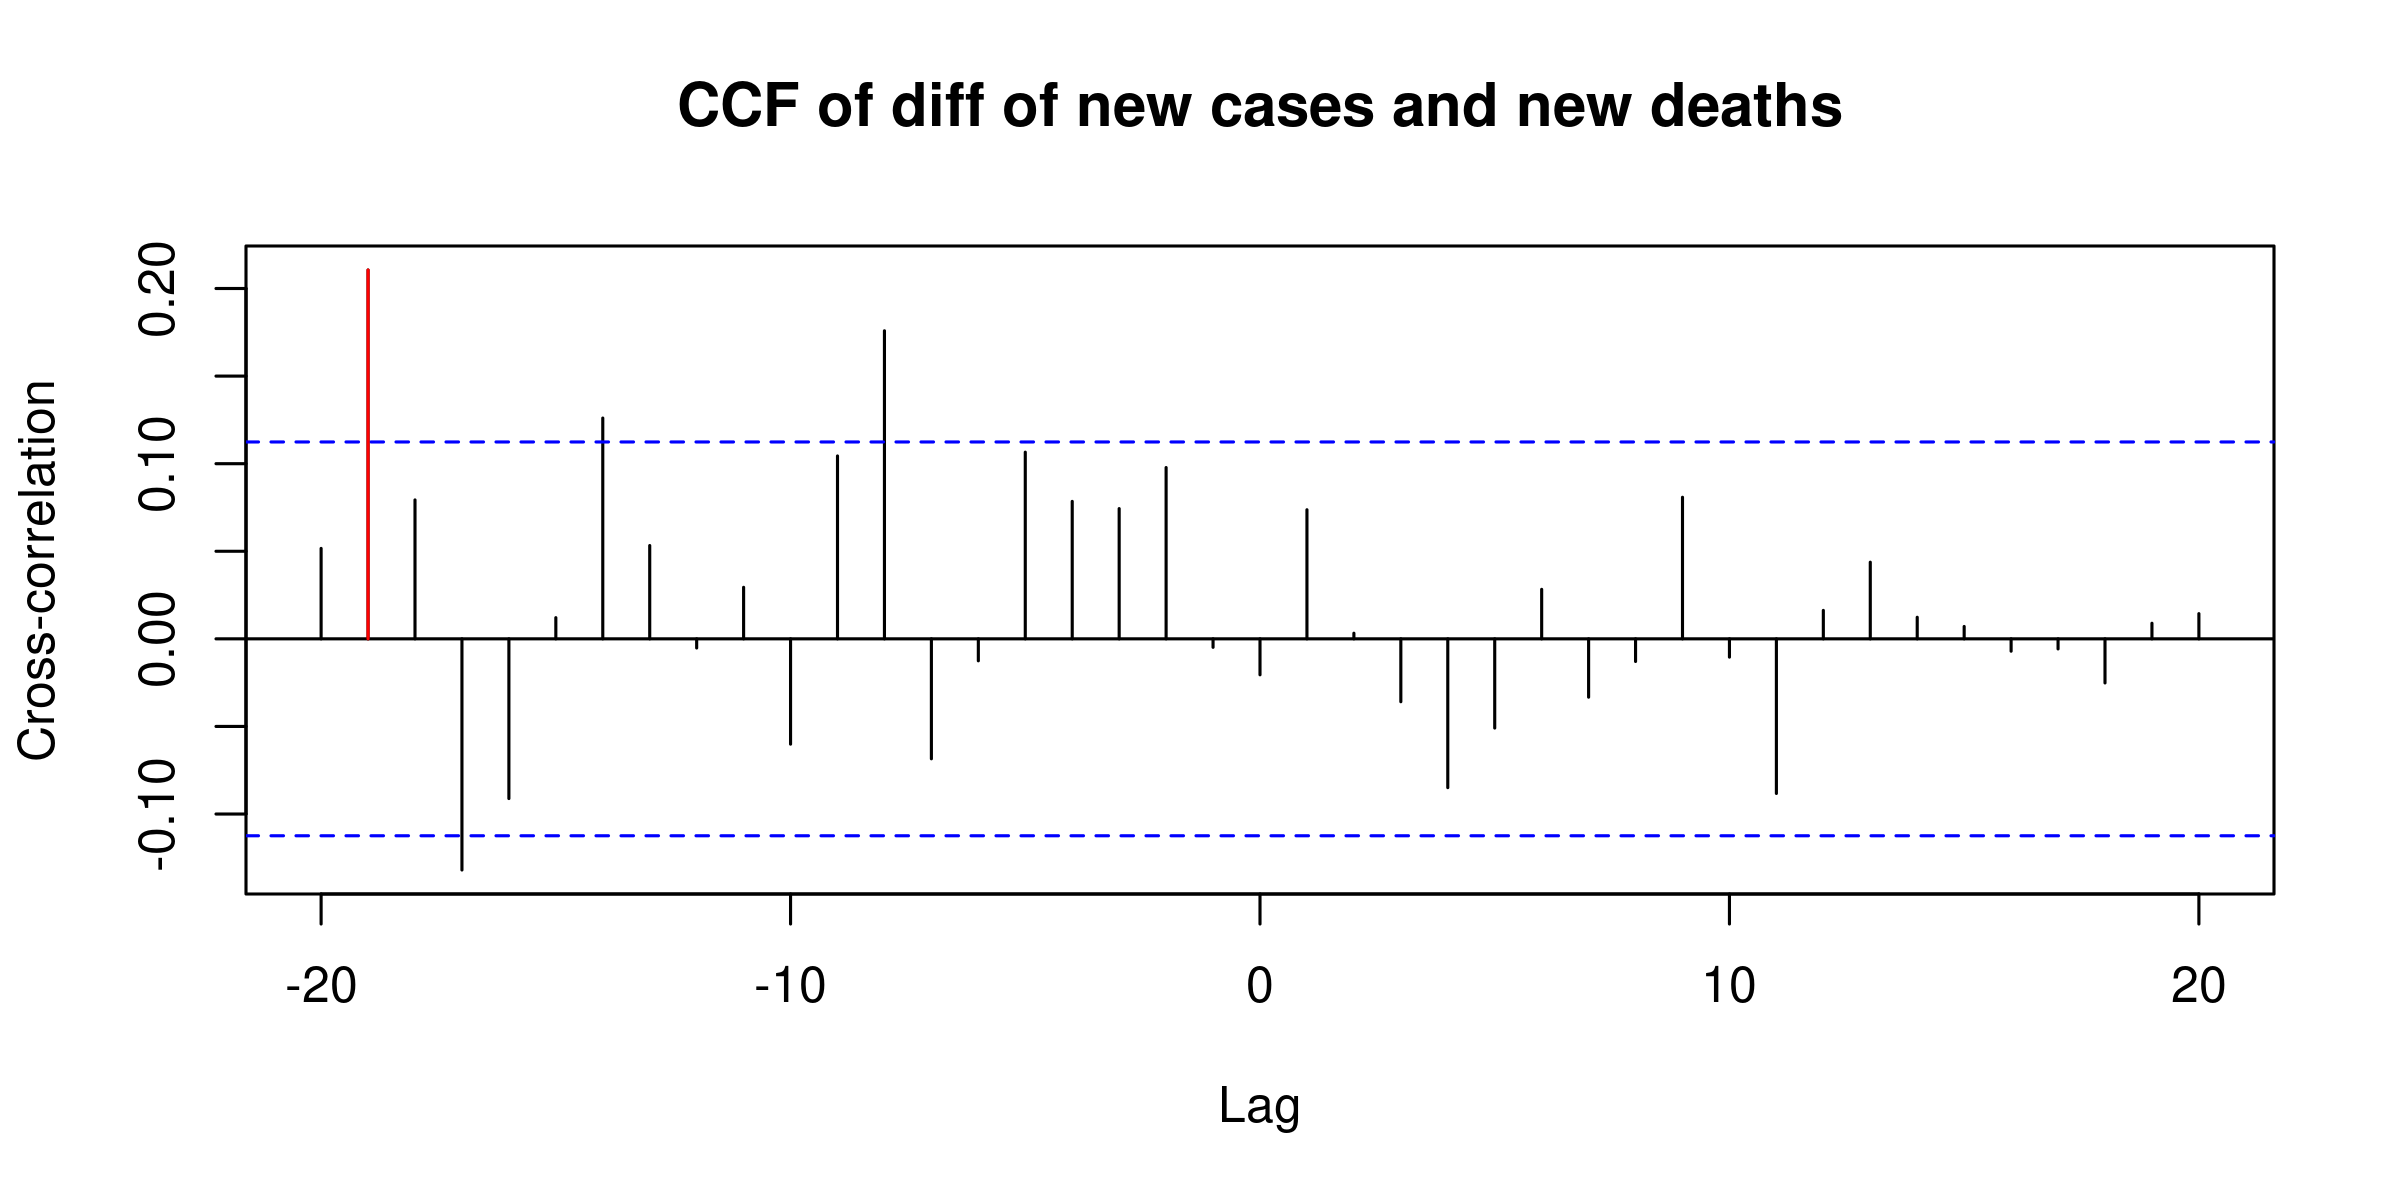 CCF of diff of new cases and new deaths
Cross-correlation
0.20
0.10
0.00
-0.10
-20 -10 0 10 20
Lag